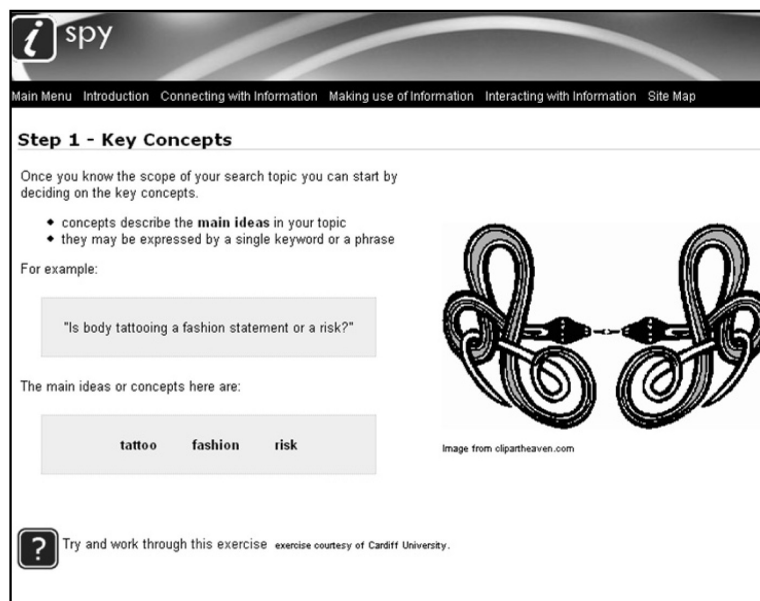 i spy
Main Menu Introduction Connecting with Information Making use of Information Interacting with Information Site Map
Step 1 - Key Concepts
Once you know the scope of your search topic you can start by
deciding on the key concepts.
concepts describe the main ideas in your topic
they may be expressed by a single keyword or a phrase
For example:
"Is body tattooing a fashion statement or a risk?"
The main ideas or concepts here are:
tattoo fashion risk
Image from clipartheaven.com
? Try and work through this exercise exercise courtesy of Cardiff University.